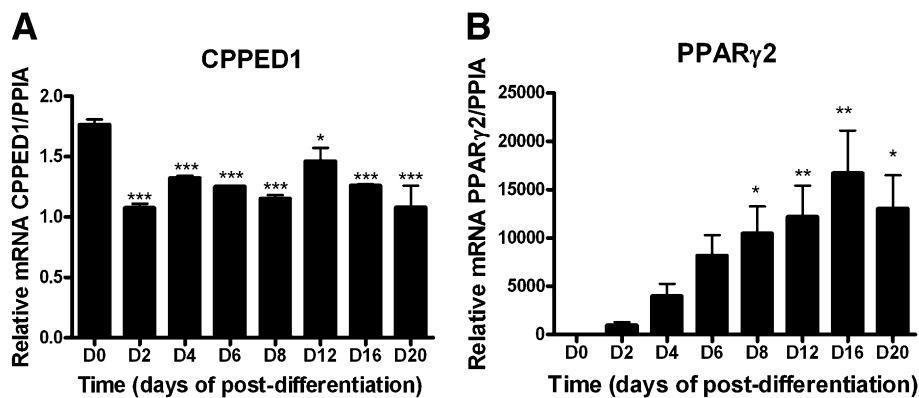 A
CPPED1
Relative mRNA CPPED1/PPIA
2.0
1.5
1.0
0.5
0.0
***
***
***
***
*
***
***
D0 D2 D4 D6 D8 D12 D16 D20
Time (days of post-differentiation)
B
PPARγ2
Relative mRNA PPARγ2/PPIA
25000
20000
15000
10000
5000
0
*
**
**
*
D0 D2 D4 D6 D8 D12 D16 D20
Time (days of post-differentiation)